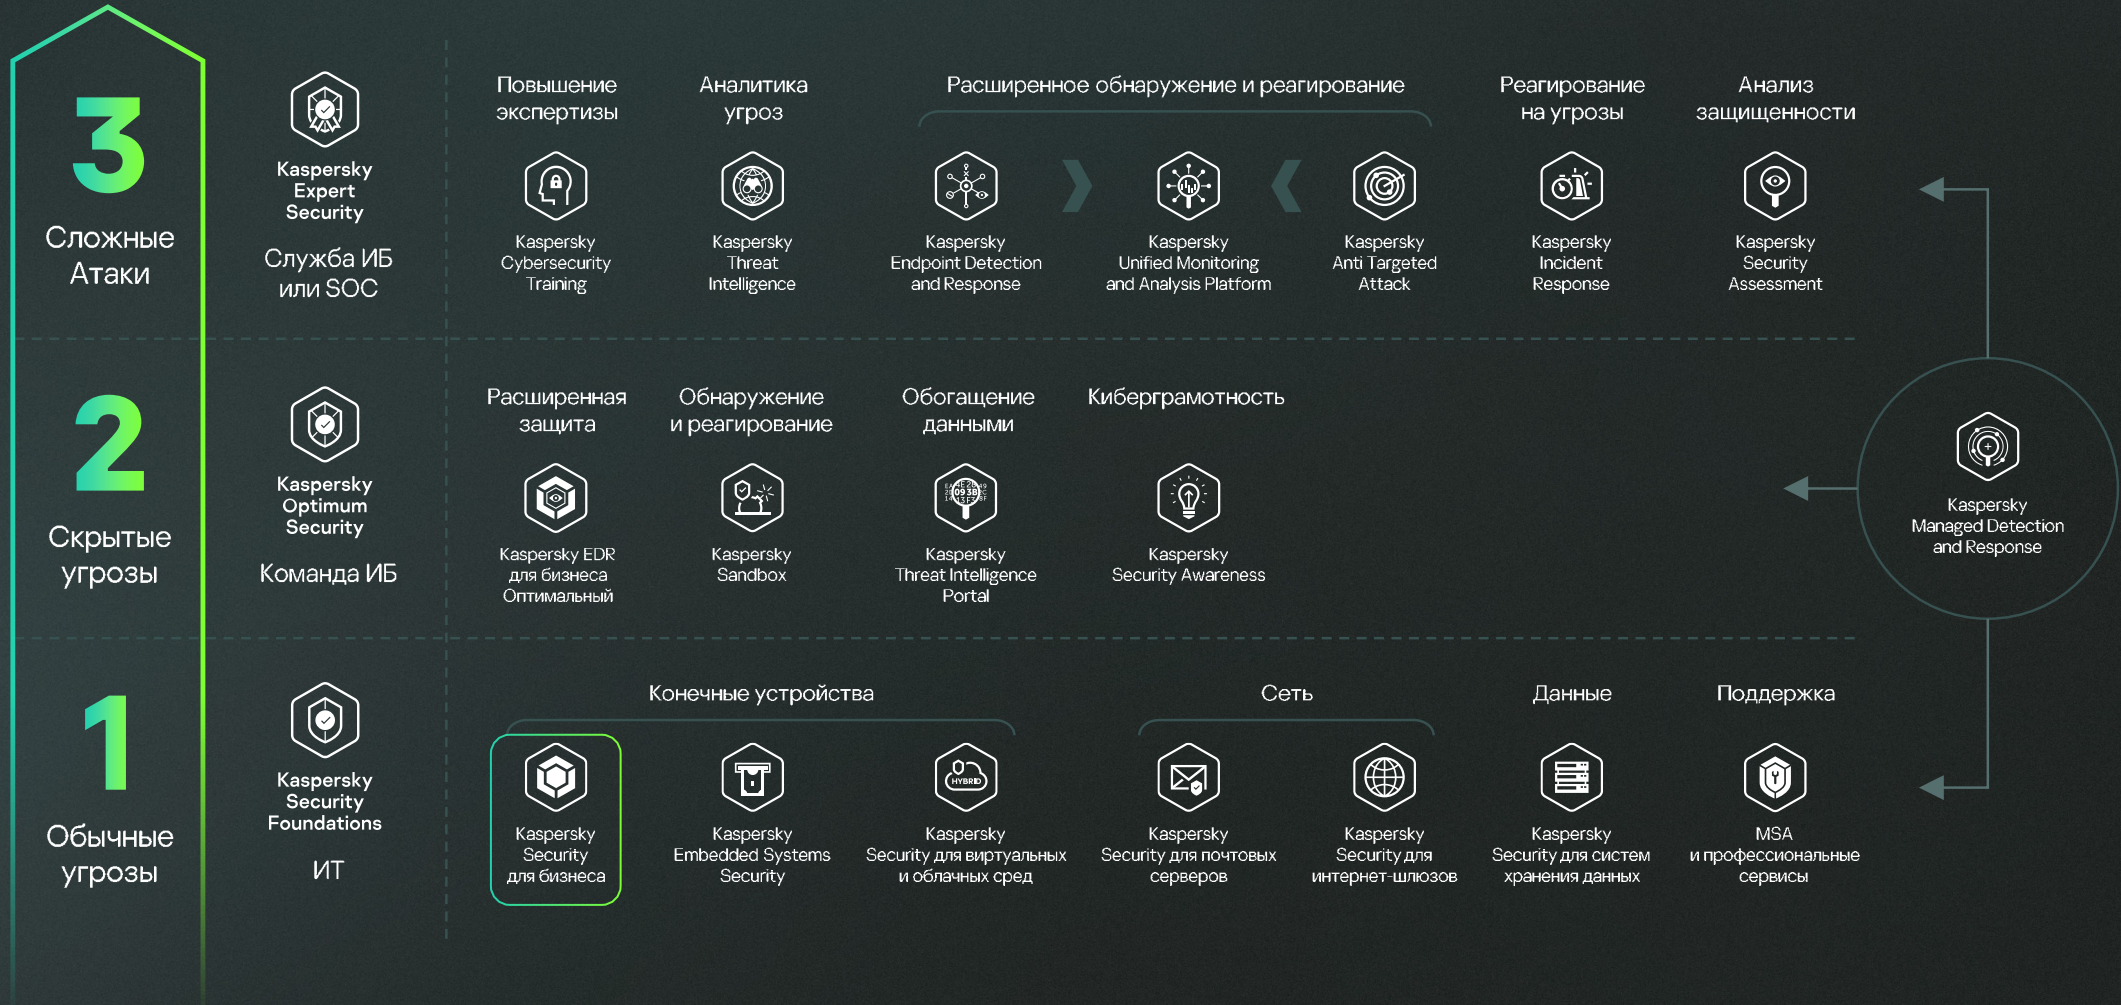 3
Сложные
Атаки
Kaspersky
Expert
Security
Служба ИБ
или SOC
Повышение
экспертизы
Kaspersky
Cybersecurity
Training
Аналитика
угроз
Kaspersky
Threat
Intelligence
Расширенное обнаружение и реагирование
Kaspersky
Endpoint Detection
and Response
Kaspersky
Unified Monitoring
and Analysis Platform
Kaspersky
Anti Targeted
Attack
Реагирование
на угрозы
Kaspersky
Incident
Response
Анализ
защищенности
Kaspersky
Security
Assessment
2
Скрытые
угрозы
Kaspersky
Optimum
Security
Команда ИБ
Расширенная
защита
Kaspersky EDR
для бизнеса
Оптимальный
Обнаружение
и реагирование
Kaspersky
Sandbox
Обогащение
данными
09 3B
Kaspersky
Threat Intelligence
Portal
Киберграмотность
Kaspersky
Security Awareness
Kaspersky
Managed Detection
and Response
1
Обычные
угрозы
Kaspersky
Security
Foundations
ИТ
Конечные устройства
Kaspersky
Security
для бизнеса
Kaspersky
Embedded Systems
Security
HYBRID
Kaspersky
Security для виртуальных
и облачных сред
Сеть
Kaspersky
Security для почтовых
серверов
Kaspersky
Security для
интернет-шлюзов
Данные
Kaspersky
Security для систем
хранения данных
Поддержка
MSA
и профессиональные
сервисы